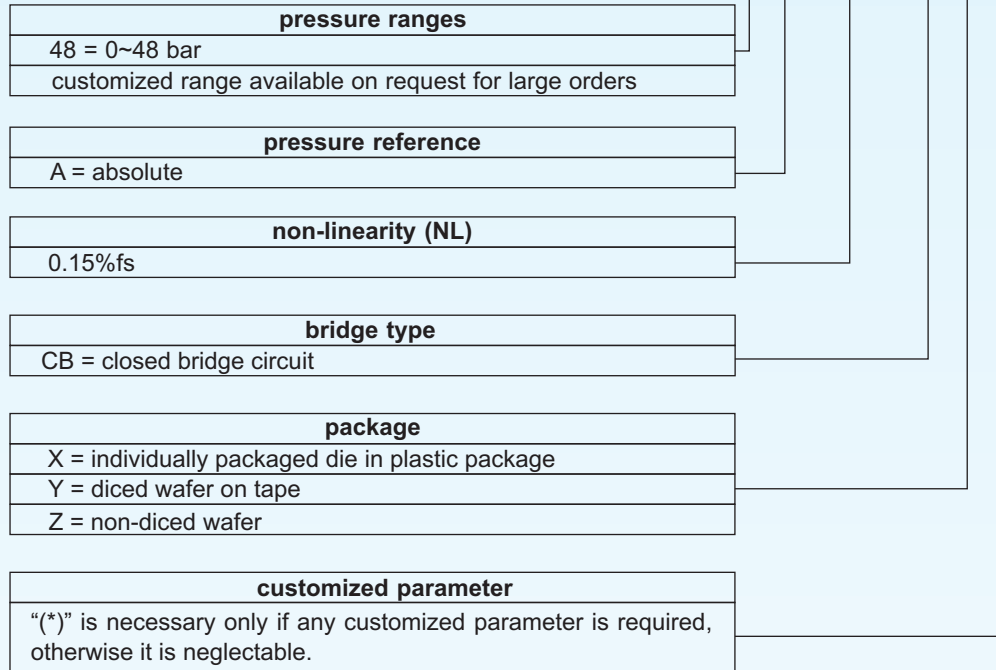 pressure ranges
48 = 0~48 bar
customized range available on request for large orders
pressure reference
A = absolute
non-linearity (NL)
0.15%fs
bridge type
CB = closed bridge circuit
package
X = individually packaged die in plastic package
Y = diced wafer on tape
Z = non-diced wafer
customized parameter
“(*)” is necessary only if any customized parameter is required,
otherwise it is neglectable.